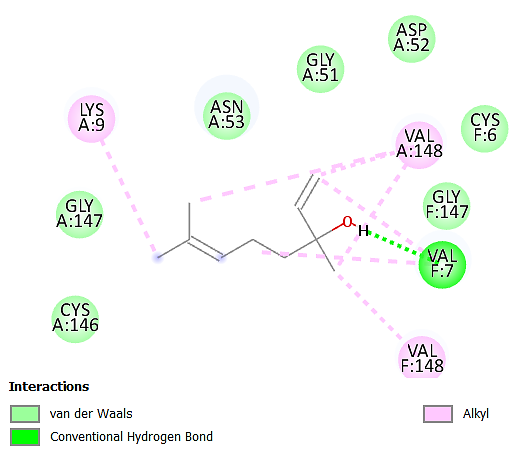 ASP
A:52
GLY
A:51
LYS
A:9
ASN
A:53
CYS
F:6
VAL
A:148
GLY
A:147
GLY
F:147
O
H
VAL
F:7
CYS
A:146
VAL
F:148
Interactions
van der Waals
Alkyl
Conventional Hydrogen Bond